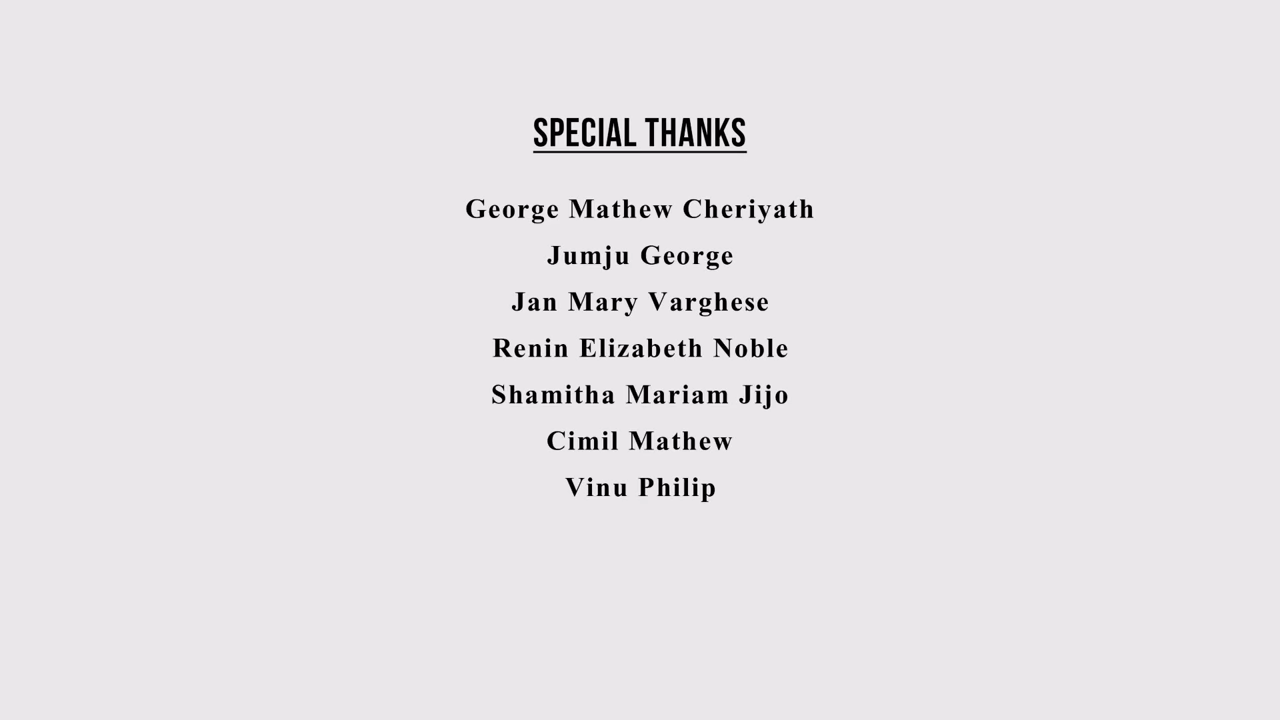 SPECIAL THANKS
George Mathew Cheriyath
Jumju George
Jan Mary Varghese
Renin Elizabeth Noble
Shamitha Mariam Jijo
Cimil Mathew
Vinu Philip